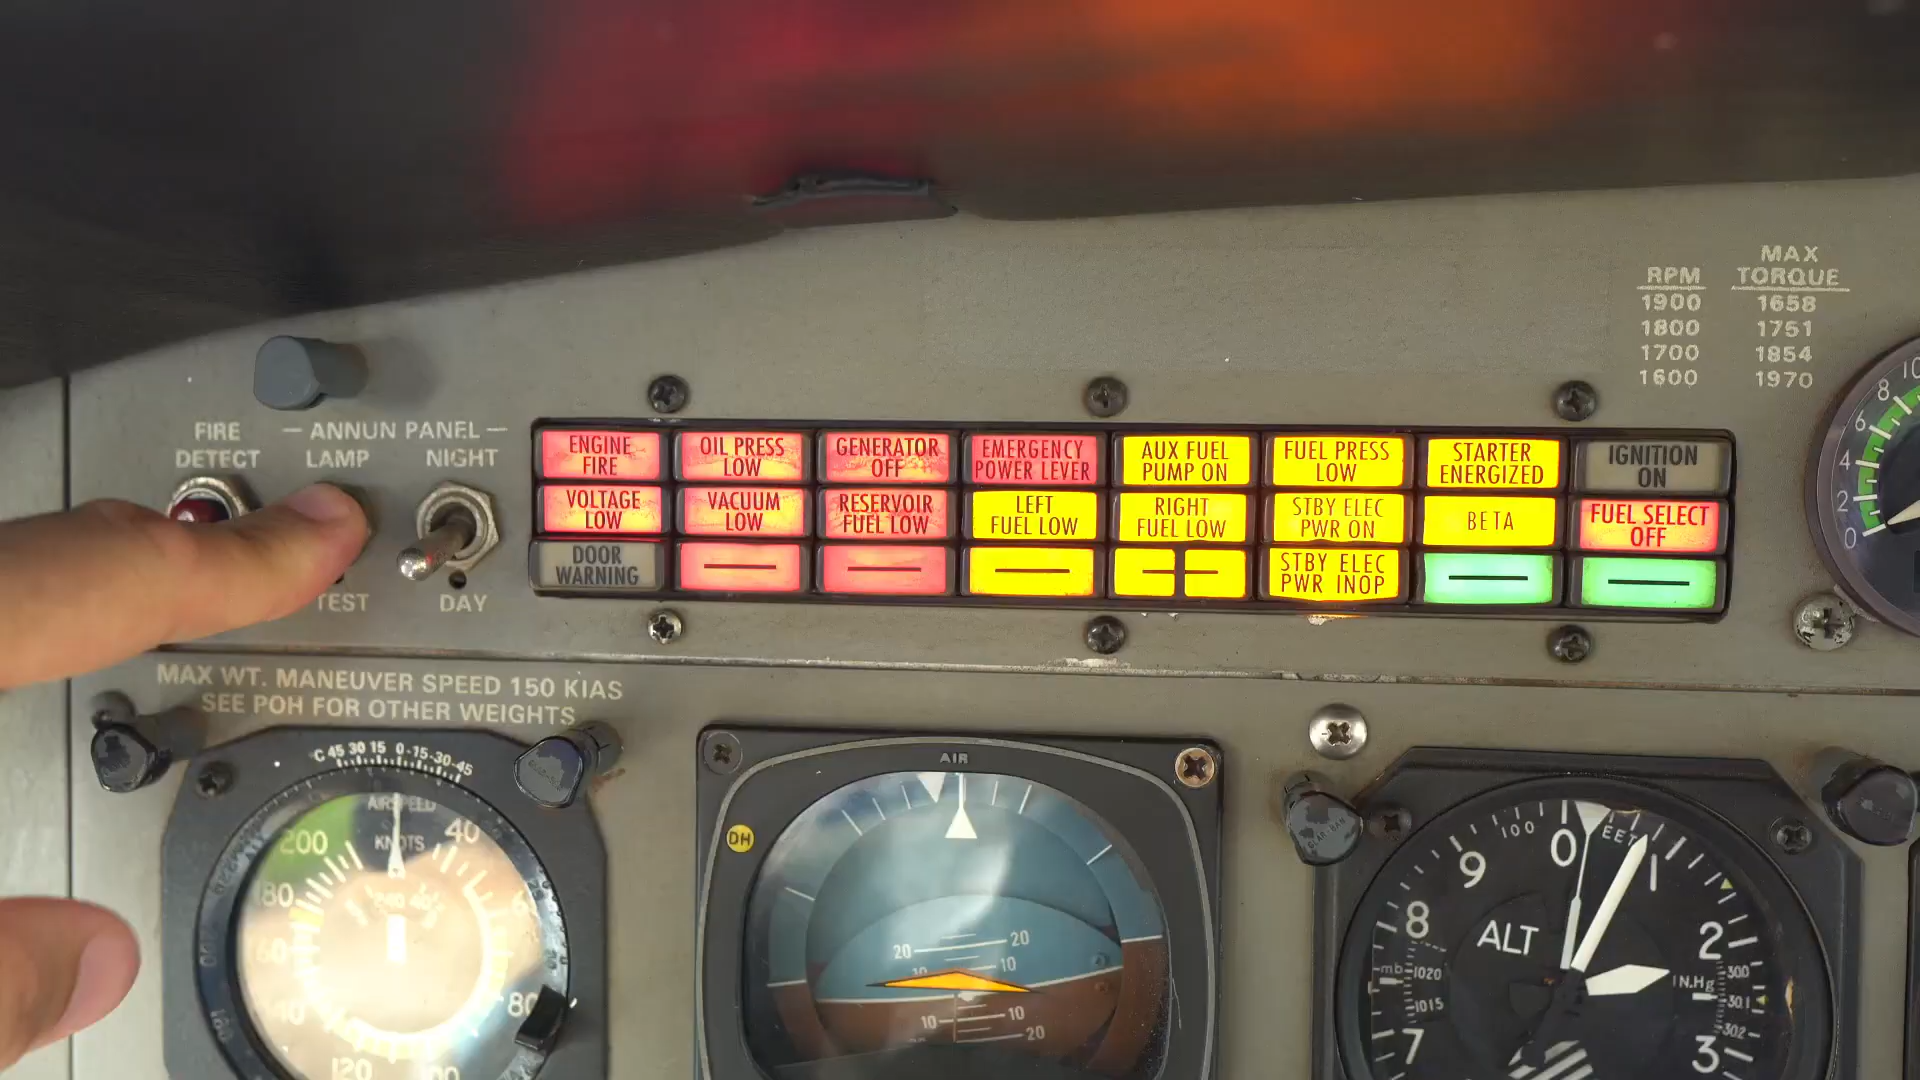 MAX
RPM TORQUE
1900 1658
1800 1751
1700 1854
1600 1970
FIRE
DETECT
ANNUN PANEL
LAMP NIGHT
TEST DAY
ENGINE
FIRE
OIL PRESS
LOW
GENERATOR
OFF
EMERGENCY
POWER LEVER
AUX FUEL
PUMP ON
FUEL PRESS
LOW
STARTER
ENERGIZED
IGNITION
ON
VOLTAGE
LOW
VACUUM
LOW
RESERVOIR
FUEL LOW
LEFT
FUEL LOW
RIGHT
FUEL LOW
STBY ELEC
PWR ON
BETA
FUEL SELECT
OFF
DOOR
WARNING
STBY ELEC
PWR INOP
10
8
6
4
2
0
MAX WT. MANEUVER SPEED 150 KIAS
SEE POH FOR OTHER WEIGHTS
°C 45 30 15 0 -15 -30 -45
AIRSPEED
KNOTS
200 40
80
120
AIR
DH
20 20
10 10
10 10
20
100
0 1
9
8 2
7 3
ALT
mb 1020
1015
IN.Hg
300
30.1
302